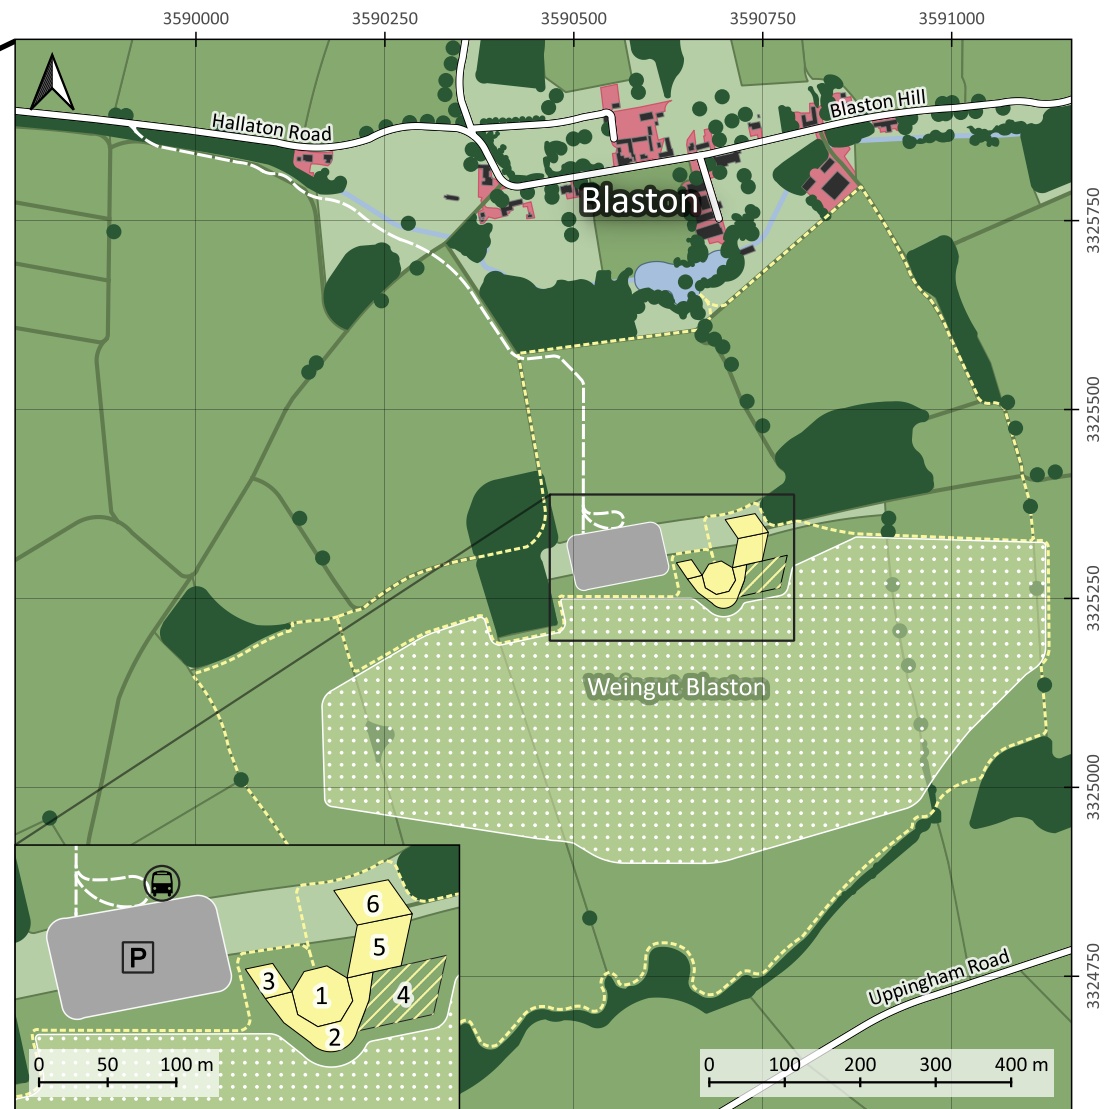 3590000 3590250 3590500 3590750 3591000
Hallaton Road
Blaston Hill
Blaston
3325750
3325500
3325250
3325000
3324750
Weingut Blaston
Uppingham Road
P
1
2
3
4
5
6
0 50 100 m
0 100 200 300 400 m